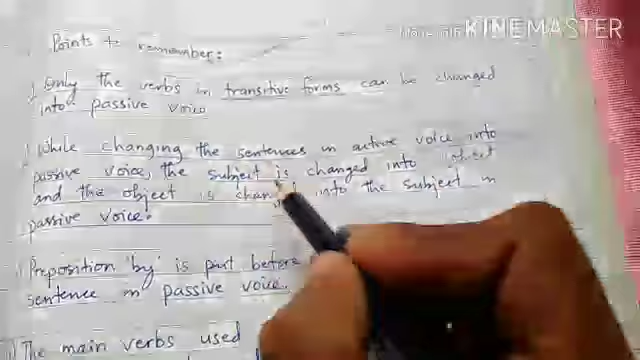 Made with KINEMASTER
Points to remember:
Only the verbs in transitive forms can be changed
into passive voice
While changing the sentences in active voice into
passive voice, the subject is changed into object
and the object is into the subject in
passive voice.
Preposition 'by' is put before
sentence in passive voice.
The main verbs used